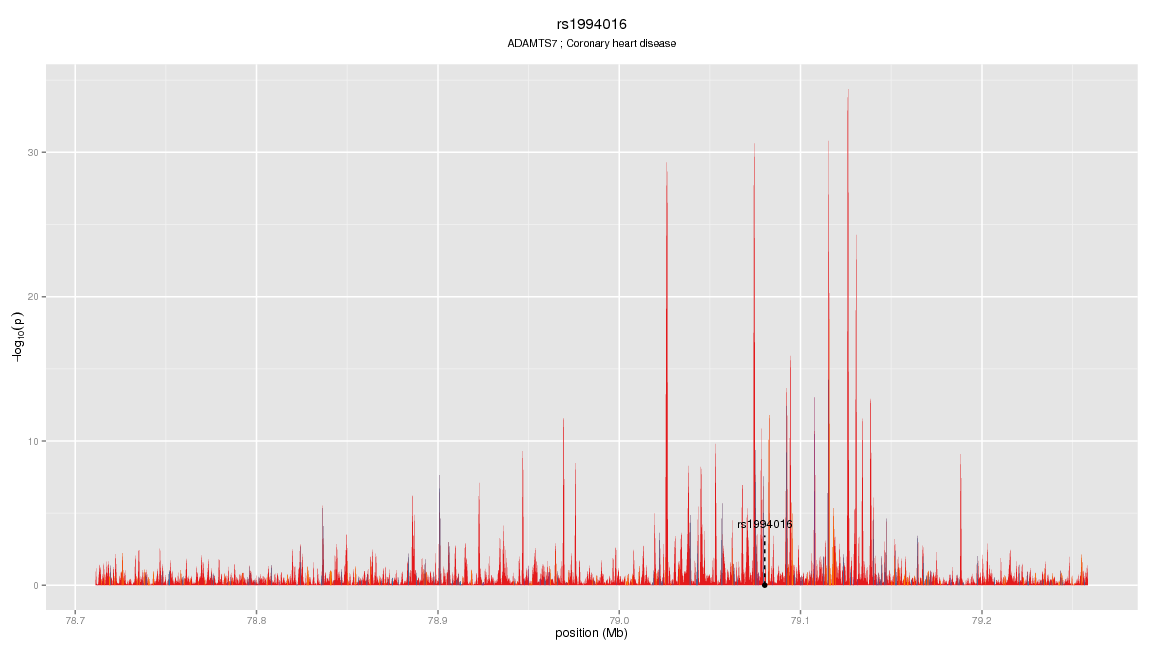 rs1994016
ADAMTS7 ; Coronary heart disease
30
20
10
0
−log10(p)
rs1994016
78.7 78.8 78.9 79.0 79.1 79.2
position (Mb)